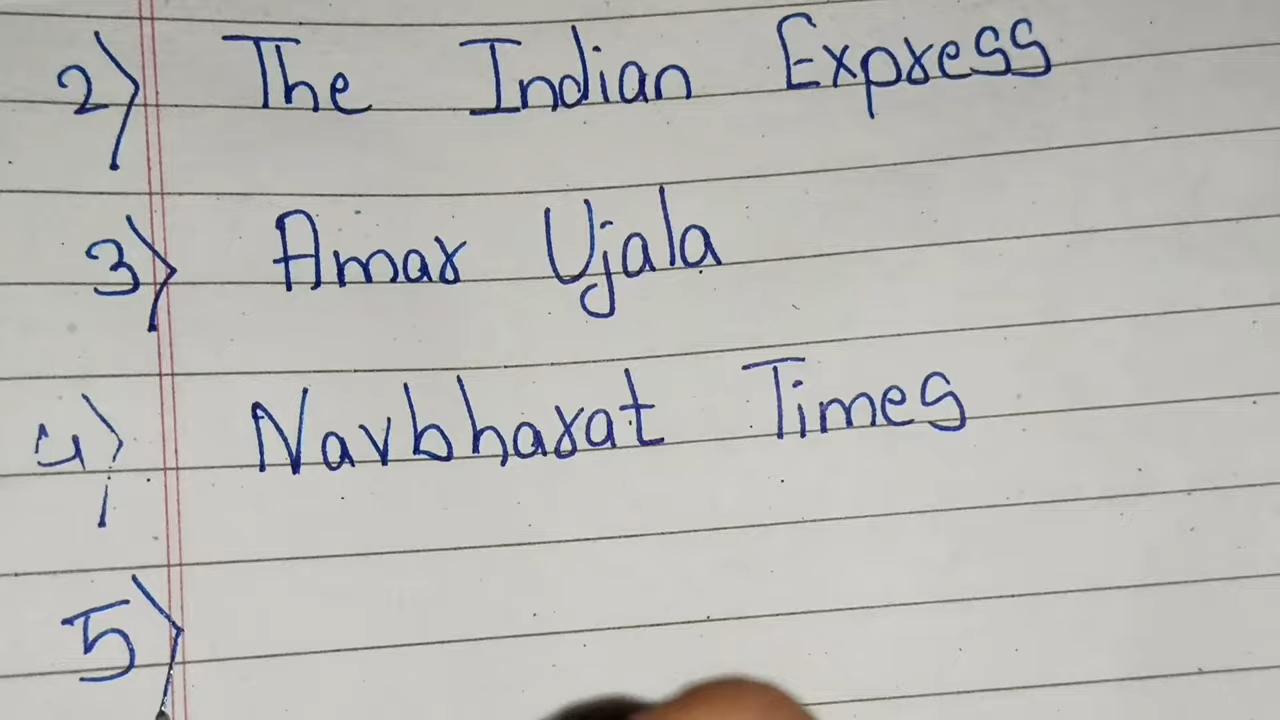 2) The Indian Express
3) Amar Ujala
4) Navbharat Times
5)